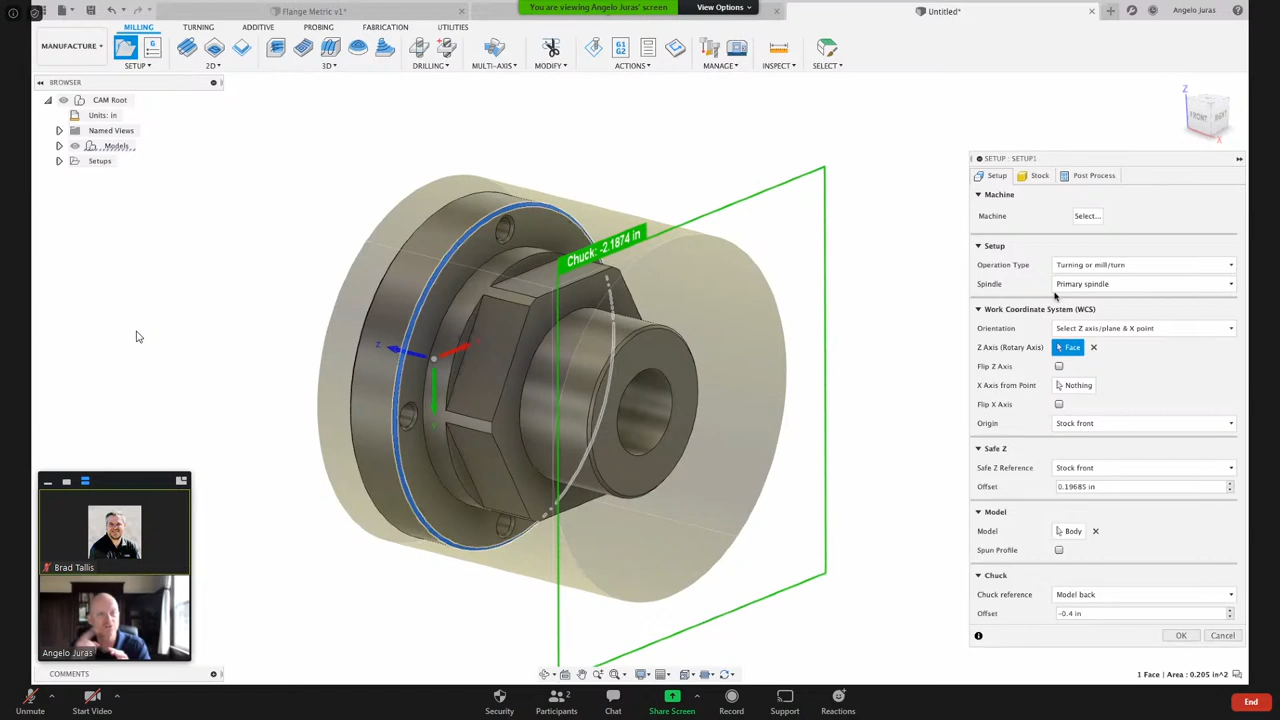 Flange Metric v1*
You are viewing Angelo Juras' screen
View Options
Untitled*
Angelo Juras
MILLING
TURNING
ADDITIVE
PROBING
FABRICATION
UTILITIES
MANUFACTURE
SETUP
2D
3D
DRILLING
MULTI-AXIS
MODIFY
G1
G2
ACTIONS
MANAGE
INSPECT
SELECT
BROWSER
CAM Root
Units: in
Named Views
Models
Setups
Z
FRONT
RIGHT
X
Chuck: -2.1874 in
Z
SETUP : SETUP1
Setup
Stock
Post Process
Machine
Machine
Select...
Setup
Operation Type
Turning or mill/turn
Spindle
Primary spindle
Work Coordinate System (WCS)
Orientation
Select Z axis/plane & X point
Z Axis (Rotary Axis)
Face
Flip Z Axis
X Axis from Point
Nothing
Flip X Axis
Origin
Stock front
Safe Z
Safe Z Reference
Stock front
Offset
0.19685 in
Model
Model
Body
Spun Profile
Chuck
Chuck reference
Model back
Offset
-0.4 in
OK
Cancel
Brad Tallis
Angelo Juras
COMMENTS
1 Face | Area : 0.205 in^2
Unmute
Start Video
Security
Participants
2
Chat
Share Screen
Record
Support
Reactions
End